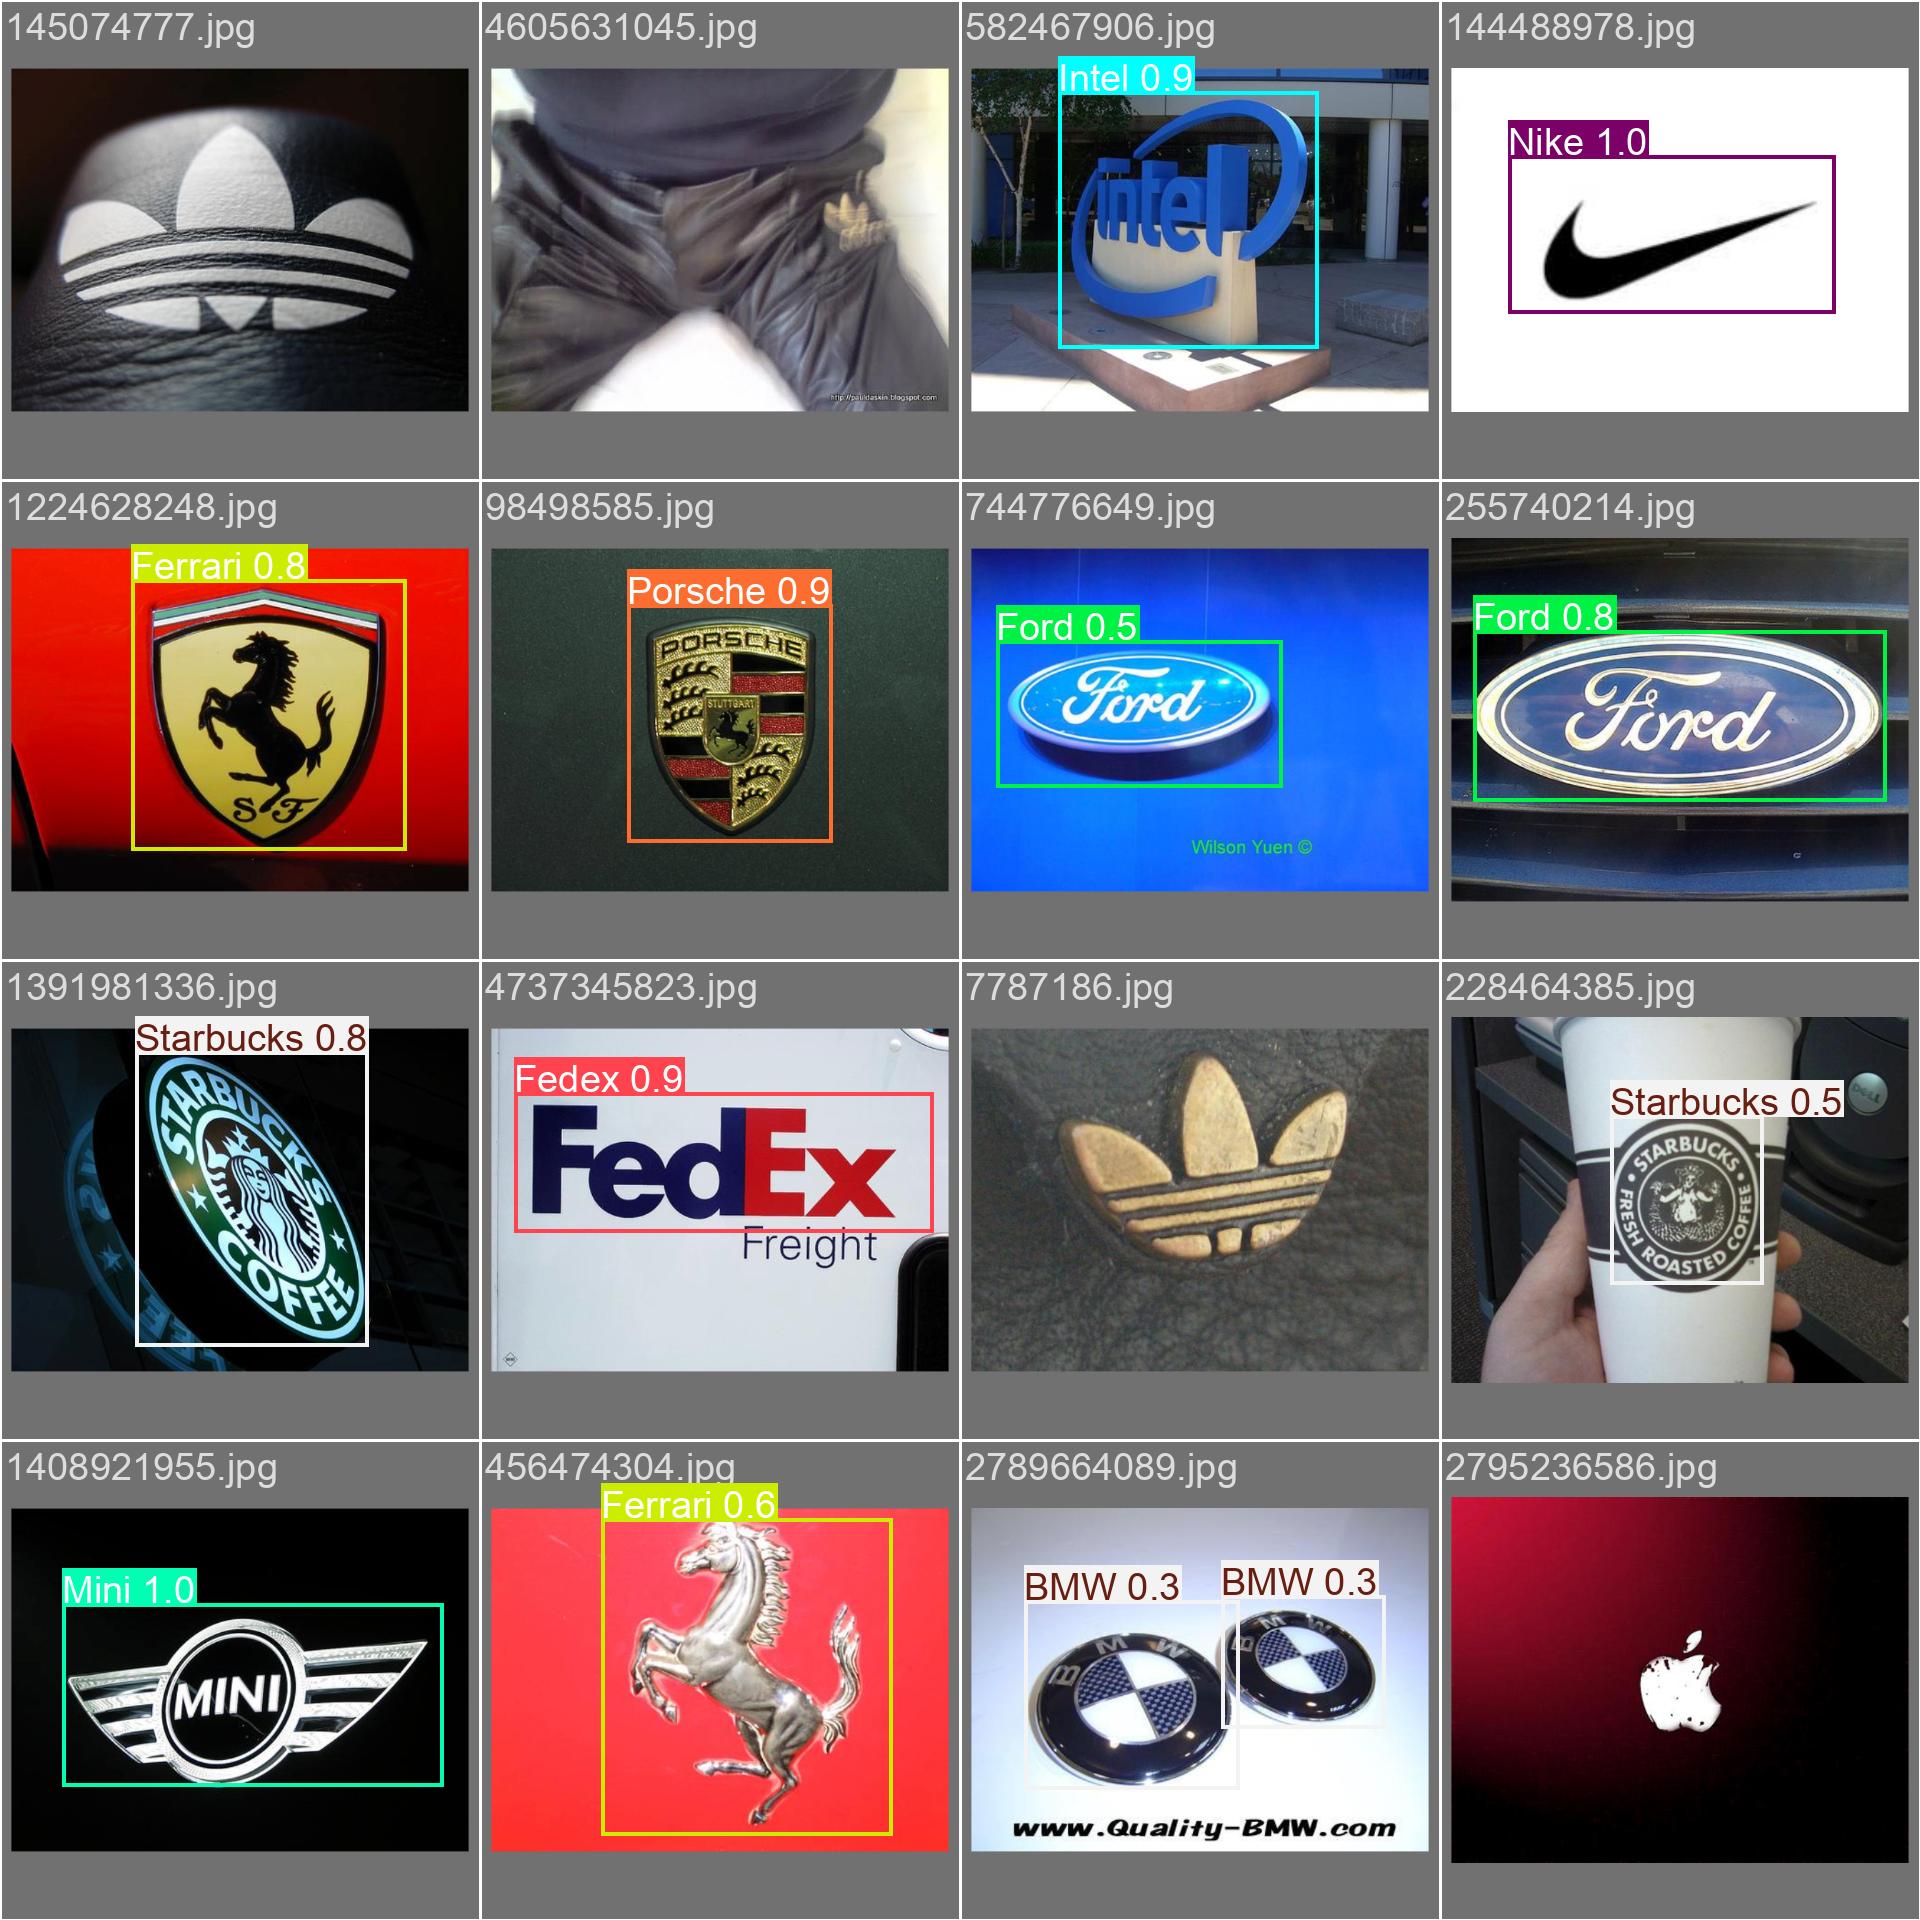 145074777.jpg
4605631045.jpg
http://pauldaskin.blogspot.com
582467906.jpg
Intel 0.9
intel
144488978.jpg
Nike 1.0
1224628248.jpg
Ferrari 0.8
S F
98498585.jpg
Porsche 0.9
PORSCHE
STUTTGART
744776649.jpg
Ford 0.5
Ford
Wilson Yuen ©
255740214.jpg
Ford 0.8
Ford
1391981336.jpg
Starbucks 0.8
STARBUCKS
COFFEE
4737345823.jpg
Fedex 0.9
FedEx
Freight
7787186.jpg
228464385.jpg
Starbucks 0.5
STARBUCKS
FRESH ROASTED COFFEE
DELL
1408921955.jpg
Mini 1.0
MINI
456474304.jpg
Ferrari 0.6
2789664089.jpg
BMW 0.3
BMW 0.3
B M W
B M W
www.Quality-BMW.com
2795236586.jpg